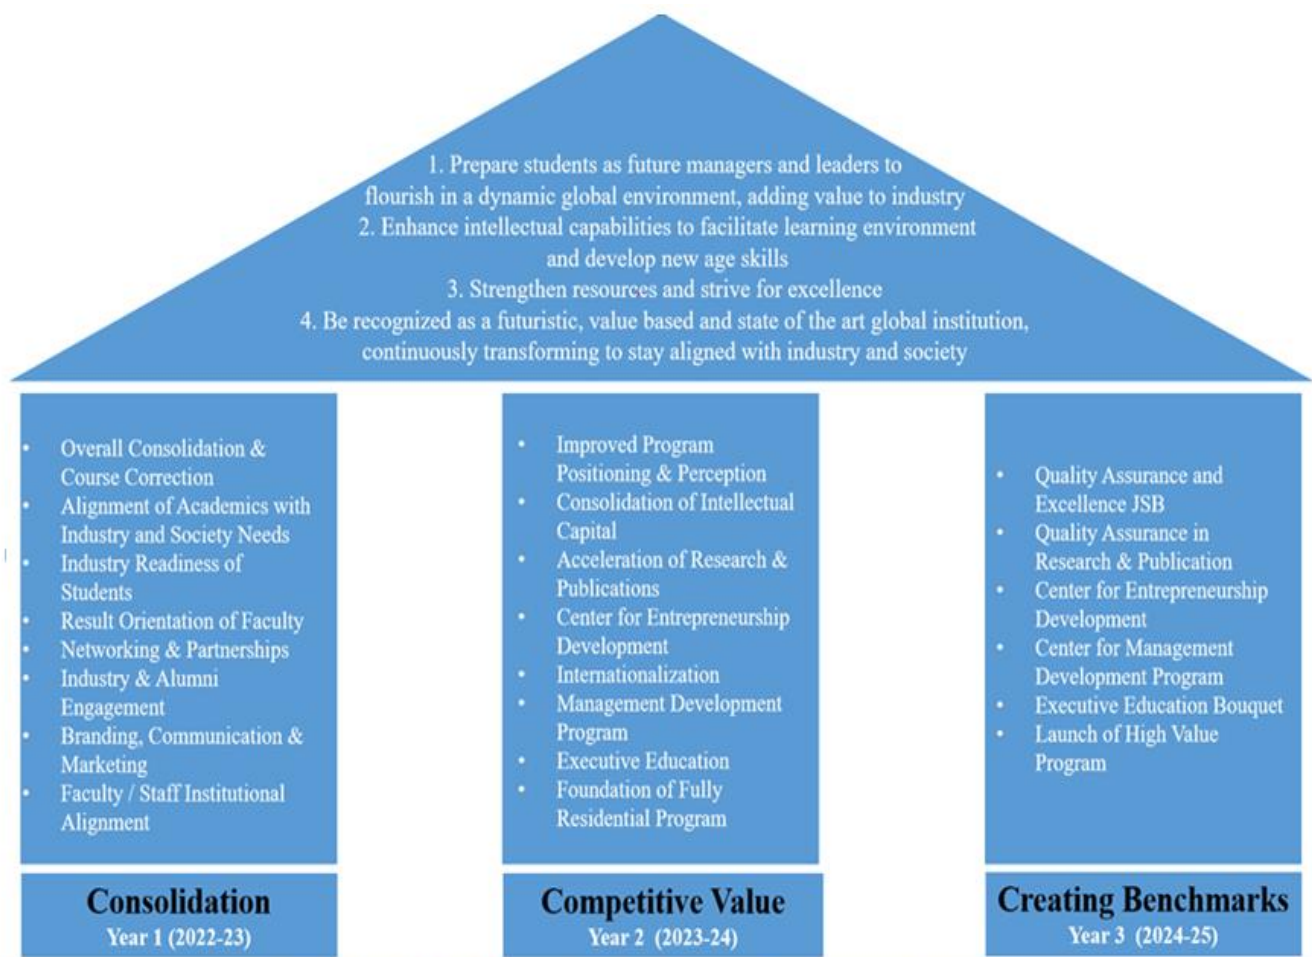 1. Prepare students as future managers and leaders to
flourish in a dynamic global environment, adding value to industry
2. Enhance intellectual capabilities to facilitate learning environment
and develop new age skills
3. Strengthen resources and strive for excellence
4. Be recognized as a futuristic, value based and state of the art global institution,
continuously transforming to stay aligned with industry and society
• Overall Consolidation &
Course Correction
• Alignment of Academics with
Industry and Society Needs
• Industry Readiness of
Students
• Result Orientation of Faculty
• Networking & Partnerships
• Industry & Alumni
Engagement
• Branding, Communication &
Marketing
• Faculty / Staff Institutional
Alignment
Consolidation
Year 1 (2022-23)
• Improved Program
Positioning & Perception
• Consolidation of Intellectual
Capital
• Acceleration of Research &
Publications
• Center for Entrepreneurship
Development
• Internationalization
• Management Development
Program
• Executive Education
• Foundation of Fully
Residential Program
Competitive Value
Year 2 (2023-24)
• Quality Assurance and
Excellence JSB
• Quality Assurance in
Research & Publication
• Center for Entrepreneurship
Development
• Center for Management
Development Program
• Executive Education Bouquet
• Launch of High Value
Program
Creating Benchmarks
Year 3 (2024-25)